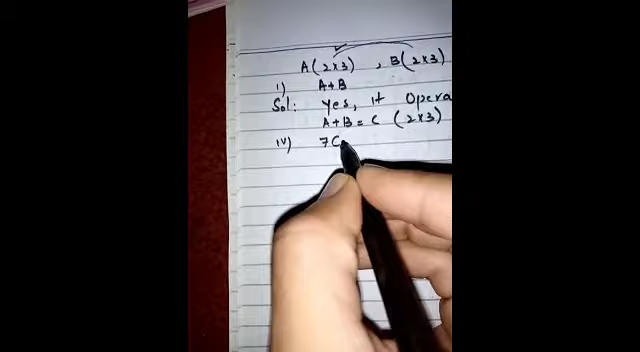 A(2×3) , B(2×3)
i) A+B
Sol: Yes, it Opera
A+B = C (2×3)
iv) 7C